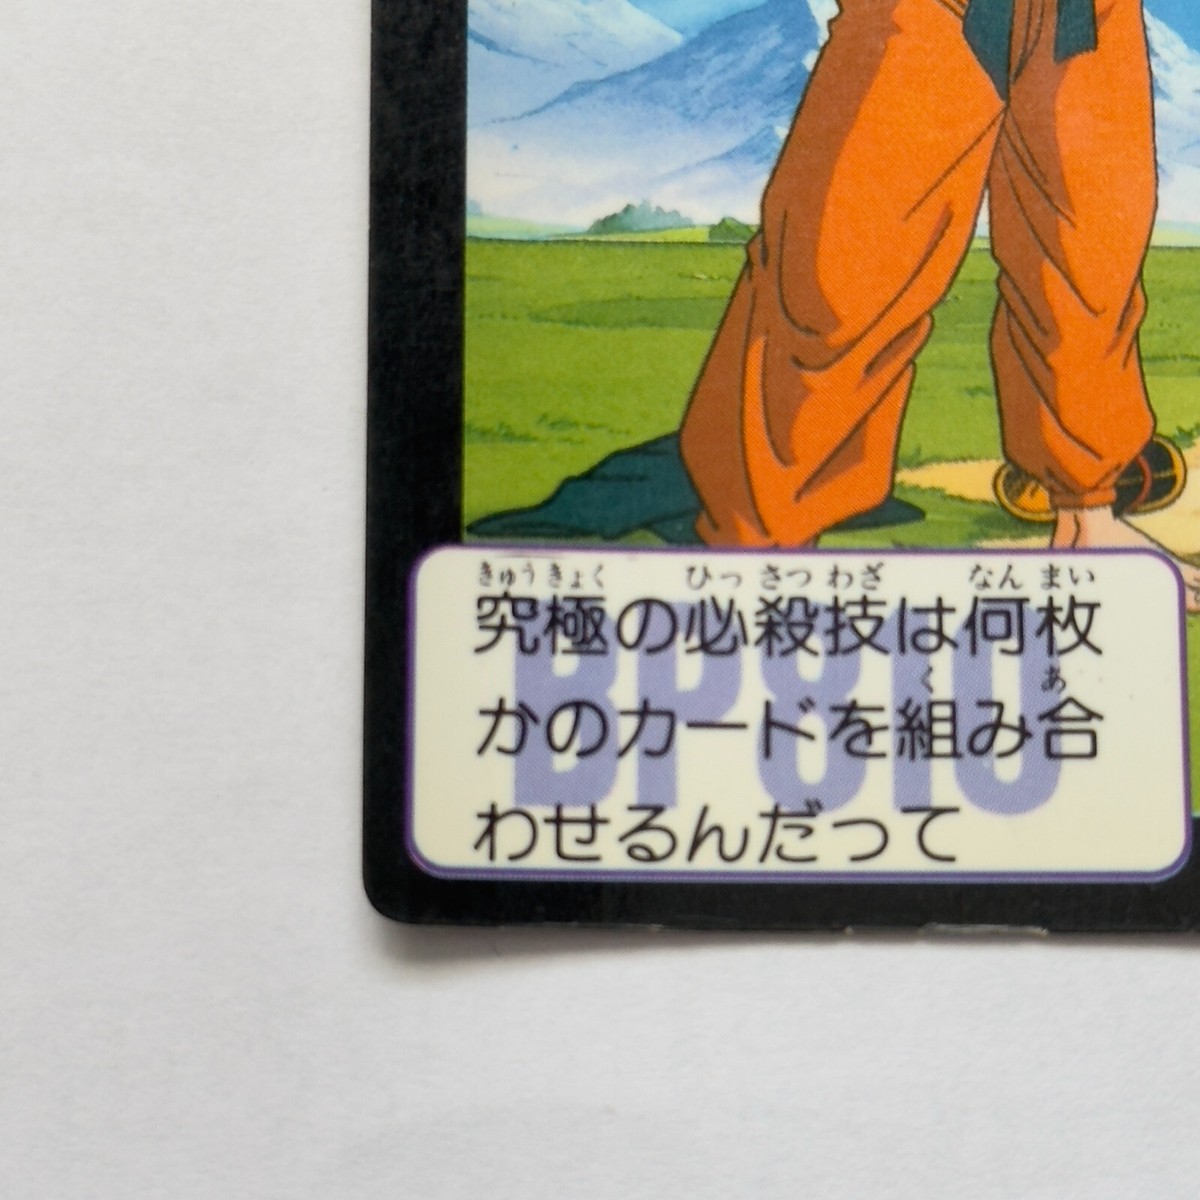 きゅうきょく ひっ さつ わざ なん まい
究極の必殺技は何枚
く あ
かのカードを組み合
わせるんだって
BP810